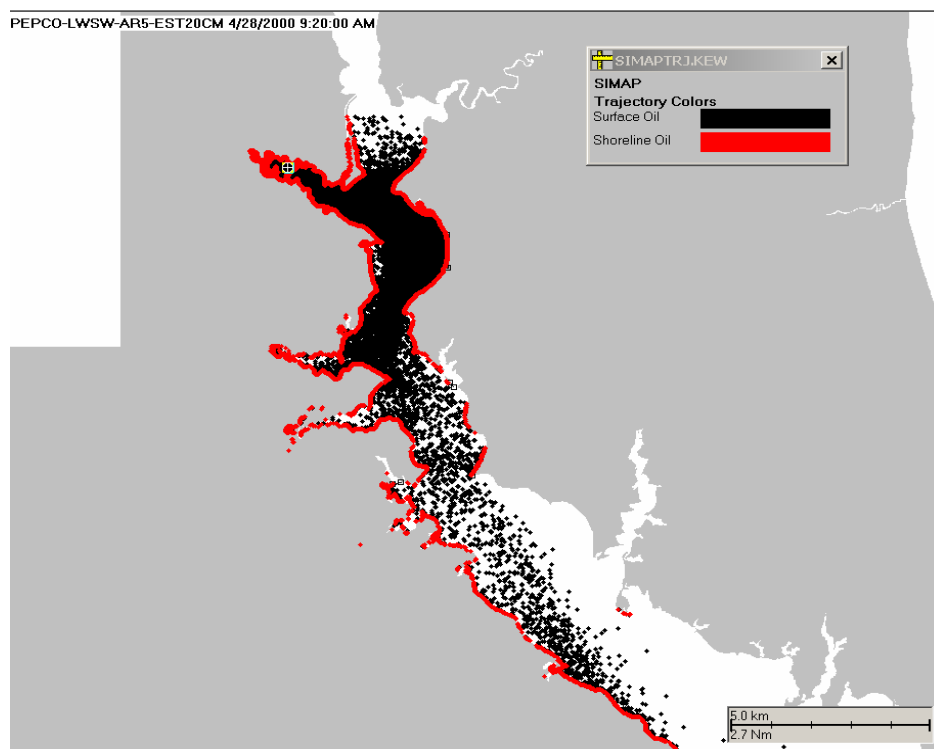 PEPCO-LWSW-AR5-EST20CM 4/28/2000 9:20:00 AM
SIMAPTRJ.KEW
SIMAP
Trajectory Colors
Surface Oil
Shoreline Oil
5.0 km
2.7 Nm